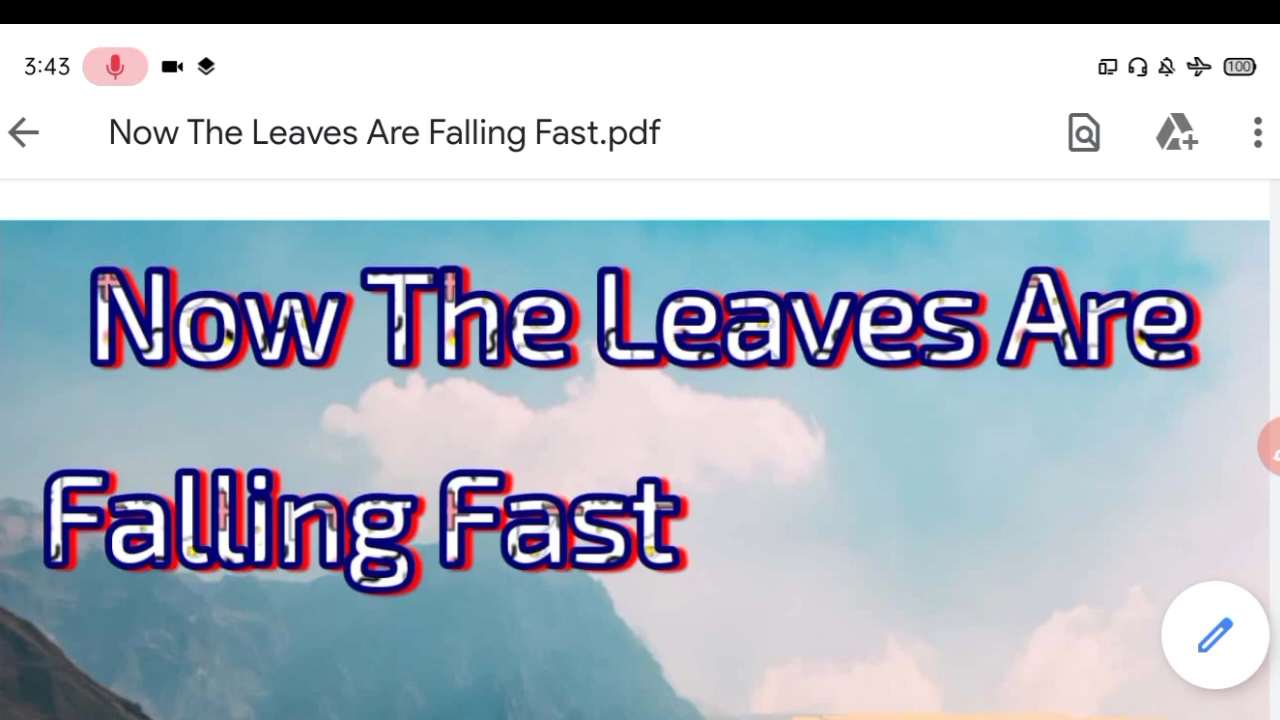 3:43
100
Now The Leaves Are Falling Fast.pdf
Now The Leaves Are
Falling Fast